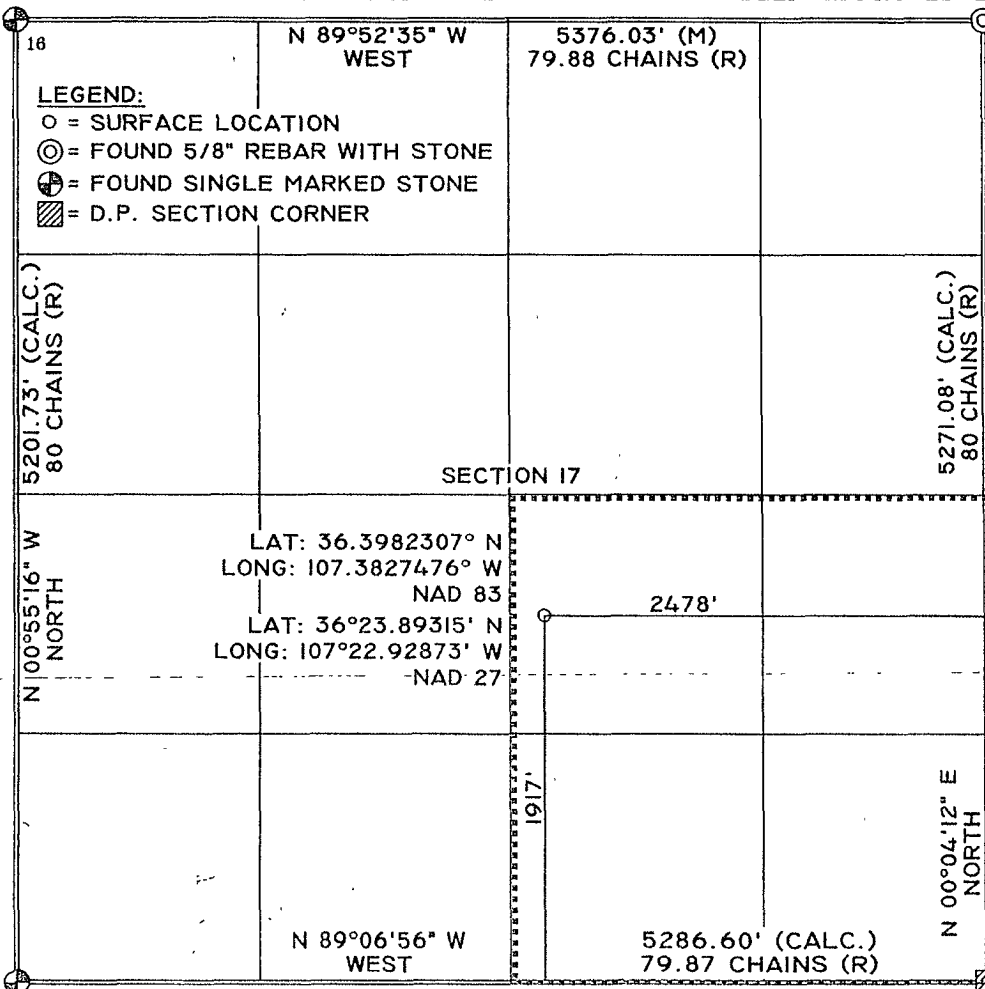 16
N 89°52'35" W
WEST
5376.03' (M)
79.88 CHAINS (R)
LEGEND:
= SURFACE LOCATION
= FOUND 5/8" REBAR WITH STONE
= FOUND SINGLE MARKED STONE
= D.P. SECTION CORNER
5201.73' (CALC.)
80 CHAINS (R)
5271.08' (CALC.)
80 CHAINS (R)
SECTION 17
N 00°55'16" W
NORTH
LAT: 36.3982307° N
LONG: 107.3827476° W
NAD 83
LAT: 36°23.89315' N
LONG: 107°22.92873' W
NAD 27
2478'
1917'
N 00°04'12" E
NORTH
N 89°06'56" W
WEST
5286.60' (CALC.)
79.87 CHAINS (R)